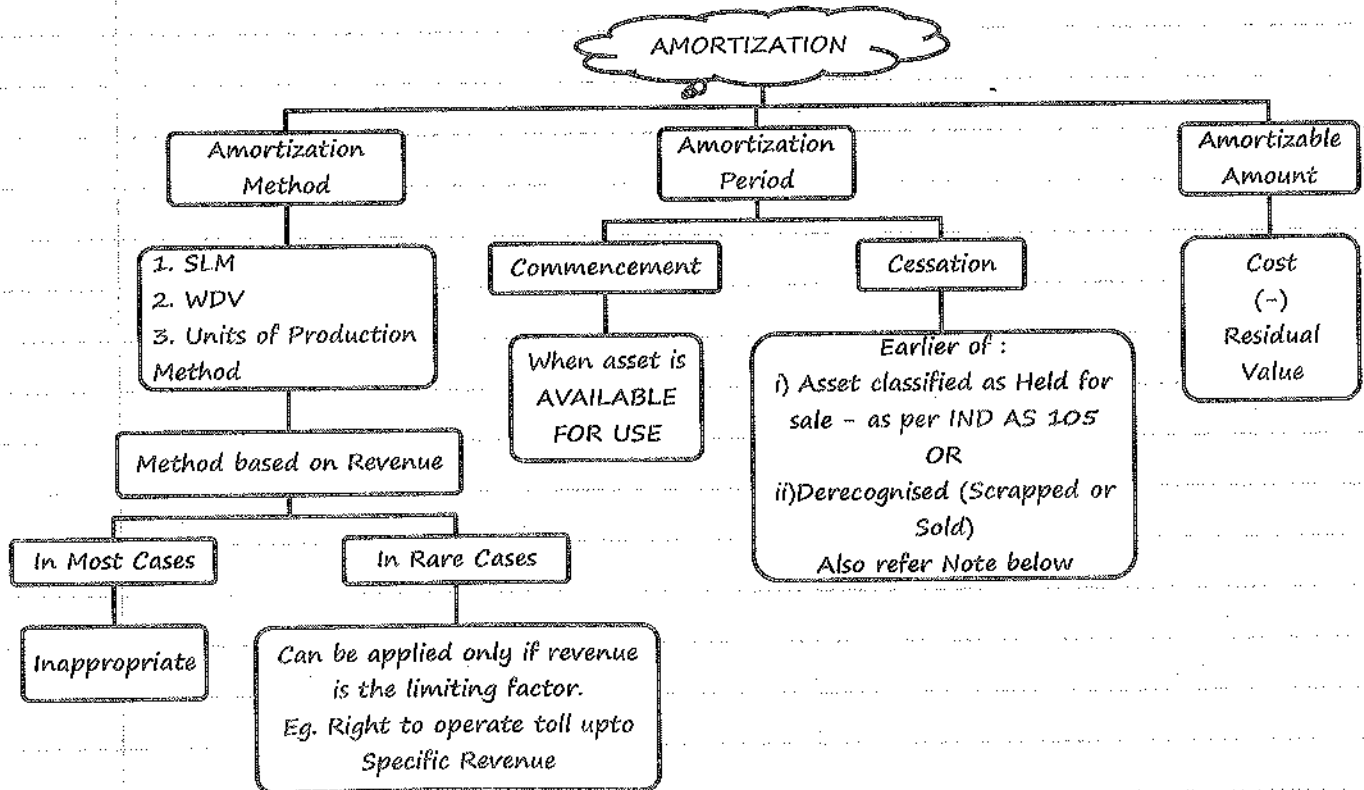 AMORTIZATION
Amortization
Method
1. SLM
2. WDV
3. Units of Production
Method
Method based on Revenue
In Most Cases
Inappropriate
In Rare Cases
Can be applied only if revenue
is the limiting factor.
Eg. Right to operate toll upto
Specific Revenue
Amortization
Period
Commencement
When asset is
AVAILABLE
FOR USE
Cessation
Earlier of :
i) Asset classified as Held for
sale - as per IND AS 105
OR
ii)Derecognised (Scrapped or
Sold)
Also refer Note below
Amortizable
Amount
Cost
(-)
Residual
Value